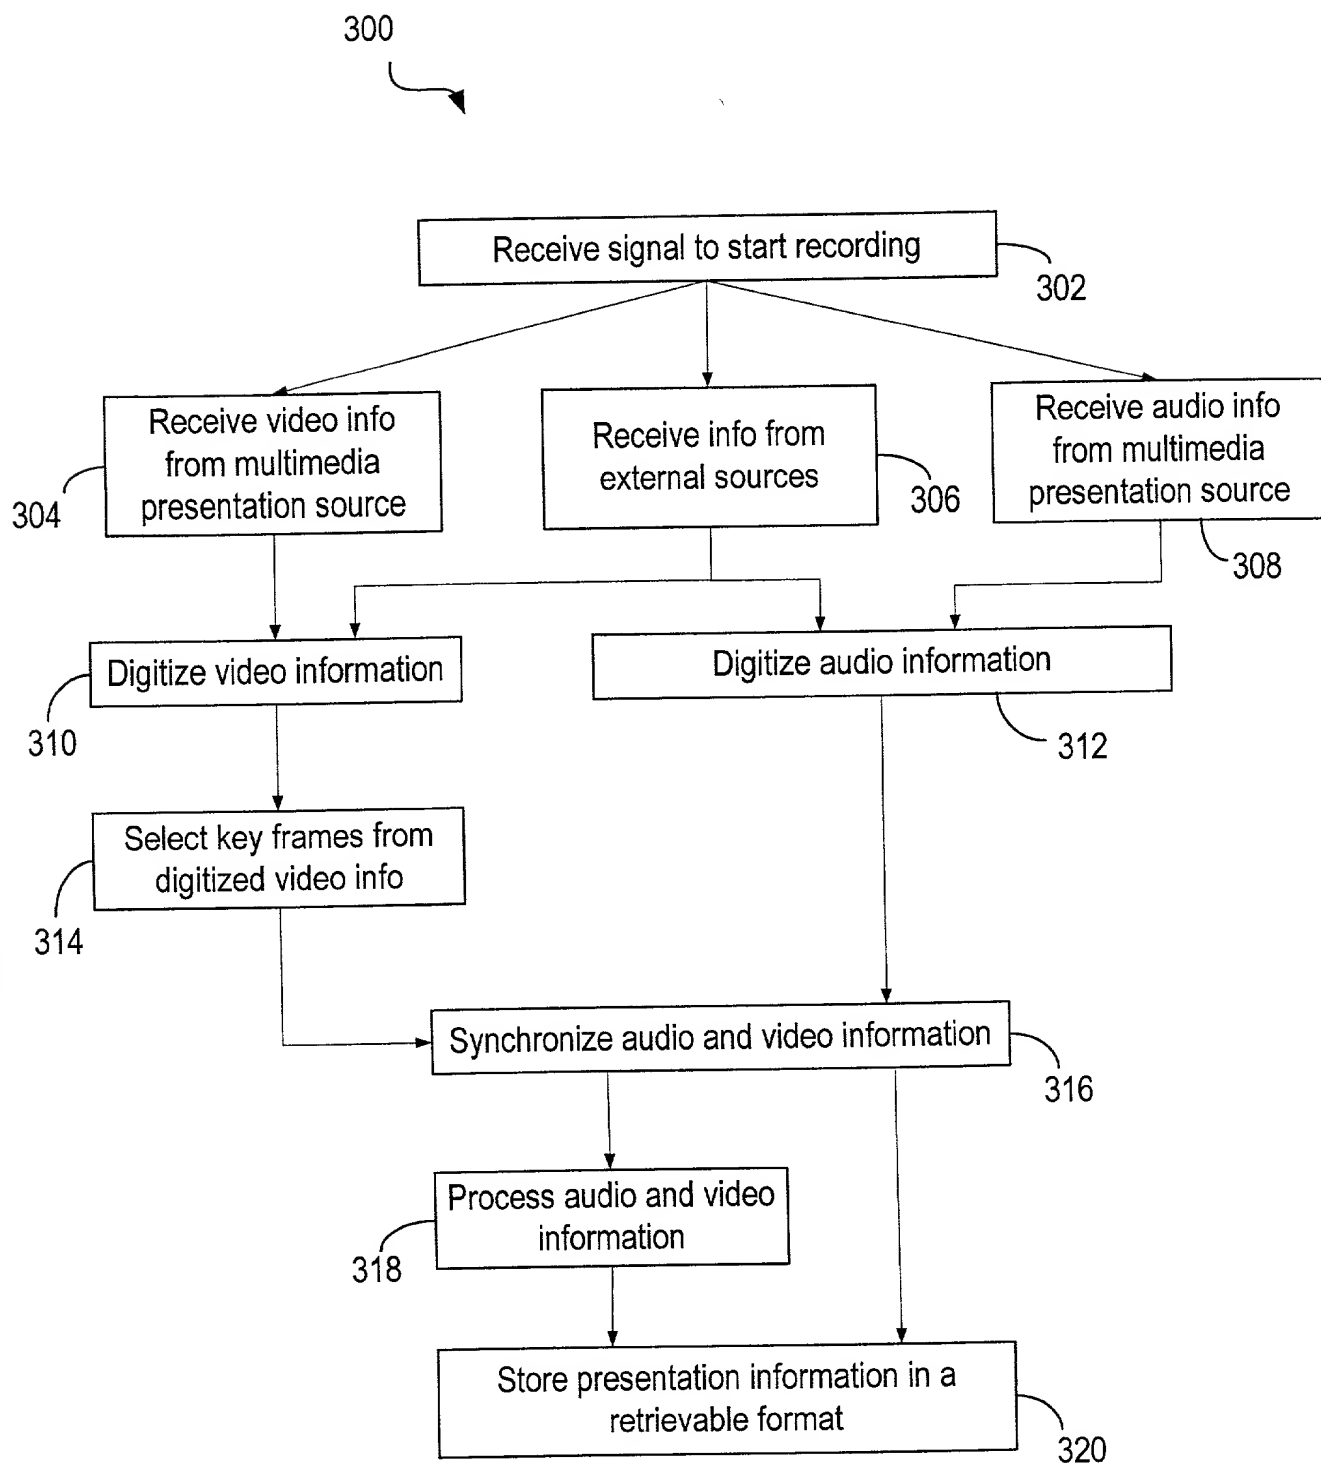 300
Receive signal to start recording
302
Receive video info
from multimedia
presentation source
304
Receive info from
external sources
306
Receive audio info
from multimedia
presentation source
308
Digitize video information
310
Digitize audio information
312
Select key frames from
digitized video info
314
Synchronize audio and video information
316
Process audio and video
information
318
Store presentation information in a
retrievable format
320